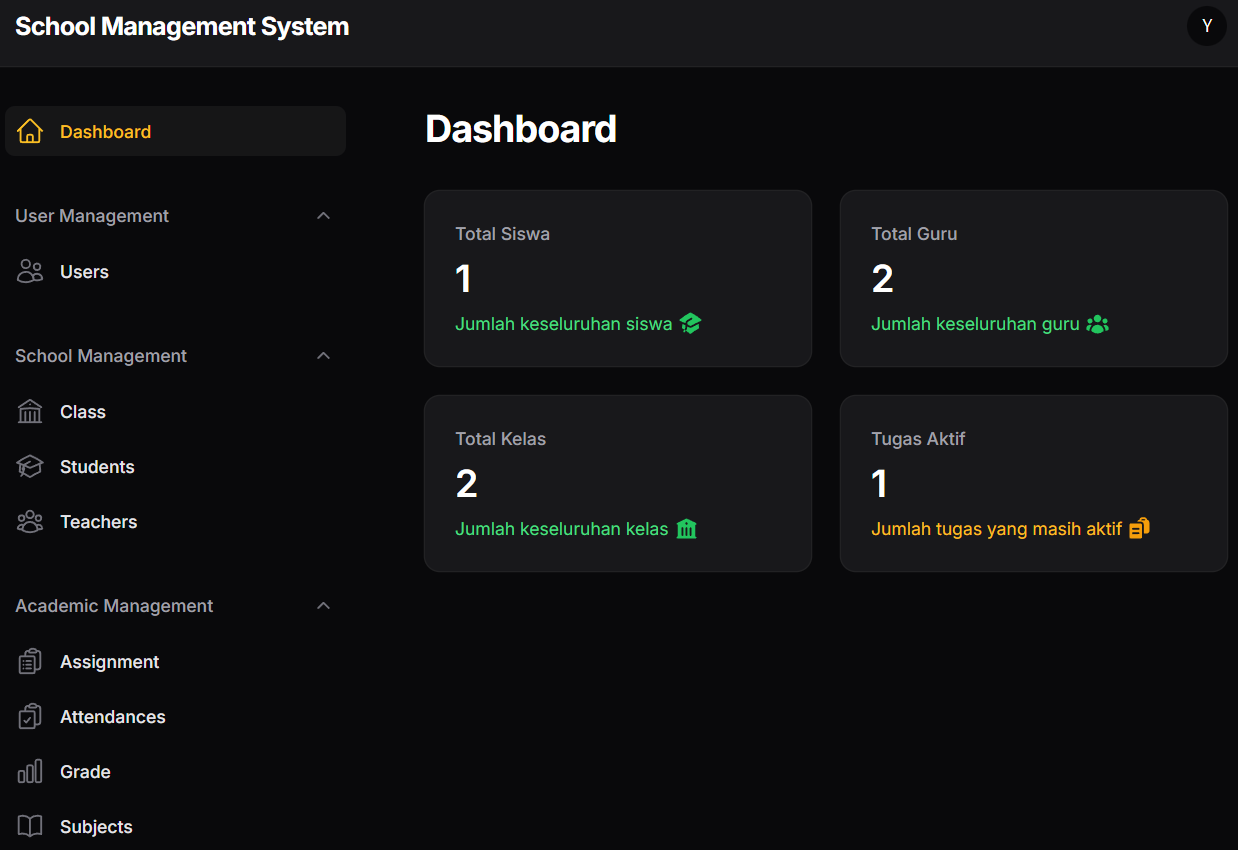 School Management System
Y
Dashboard
User Management
Users
School Management
Class
Students
Teachers
Academic Management
Assignment
Attendances
Grade
Subjects
Dashboard
Total Siswa
1
Jumlah keseluruhan siswa
Total Guru
2
Jumlah keseluruhan guru
Total Kelas
2
Jumlah keseluruhan kelas
Tugas Aktif
1
Jumlah tugas yang masih aktif